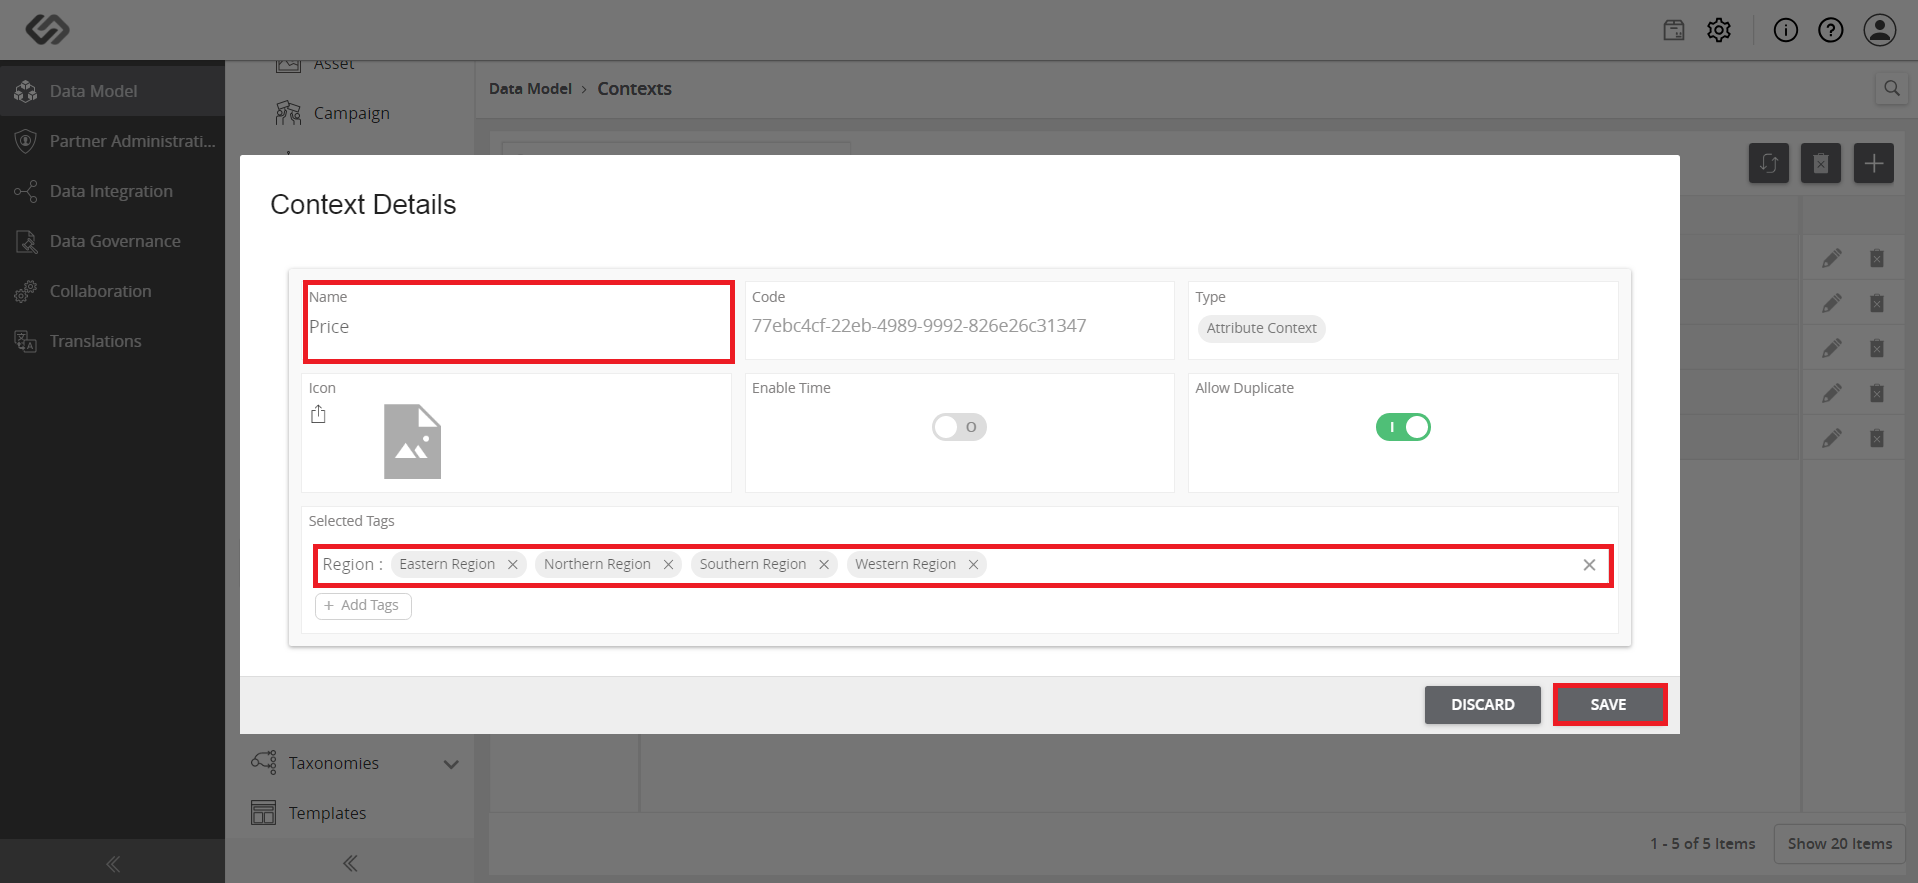 Data Model
Partner Administrati...
Data Integration
Data Governance
Collaboration
Translations
Asset
Campaign
Taxonomies
Templates
Data Model > Contexts
Context Details
Name
Price
Code
77ebc4cf-22eb-4989-9992-826e26c31347
Type
Attribute Context
Icon
Enable Time
O
Allow Duplicate
I
Selected Tags
Region : Eastern Region × Northern Region × Southern Region × Western Region × ×
+ Add Tags
DISCARD
SAVE
1 - 5 of 5 Items
Show 20 Items